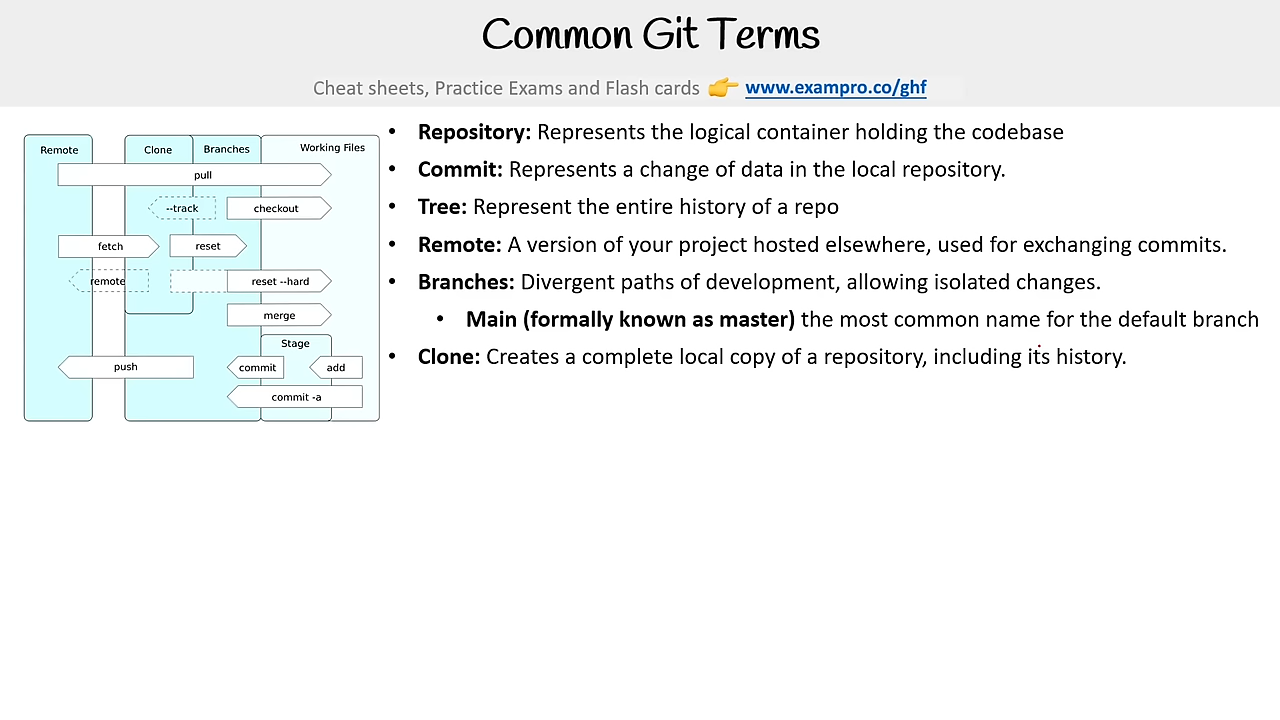 Common Git Terms
Cheat sheets, Practice Exams and Flash cards 👉 www.exampro.co/ghf
Remote
Clone
Branches
Working Files
pull
--track
checkout
fetch
reset
remote
reset --hard
merge
Stage
push
commit
add
commit -a
• Repository: Represents the logical container holding the codebase
• Commit: Represents a change of data in the local repository.
• Tree: Represent the entire history of a repo
• Remote: A version of your project hosted elsewhere, used for exchanging commits.
• Branches: Divergent paths of development, allowing isolated changes.
• Main (formally known as master) the most common name for the default branch
• Clone: Creates a complete local copy of a repository, including its history.